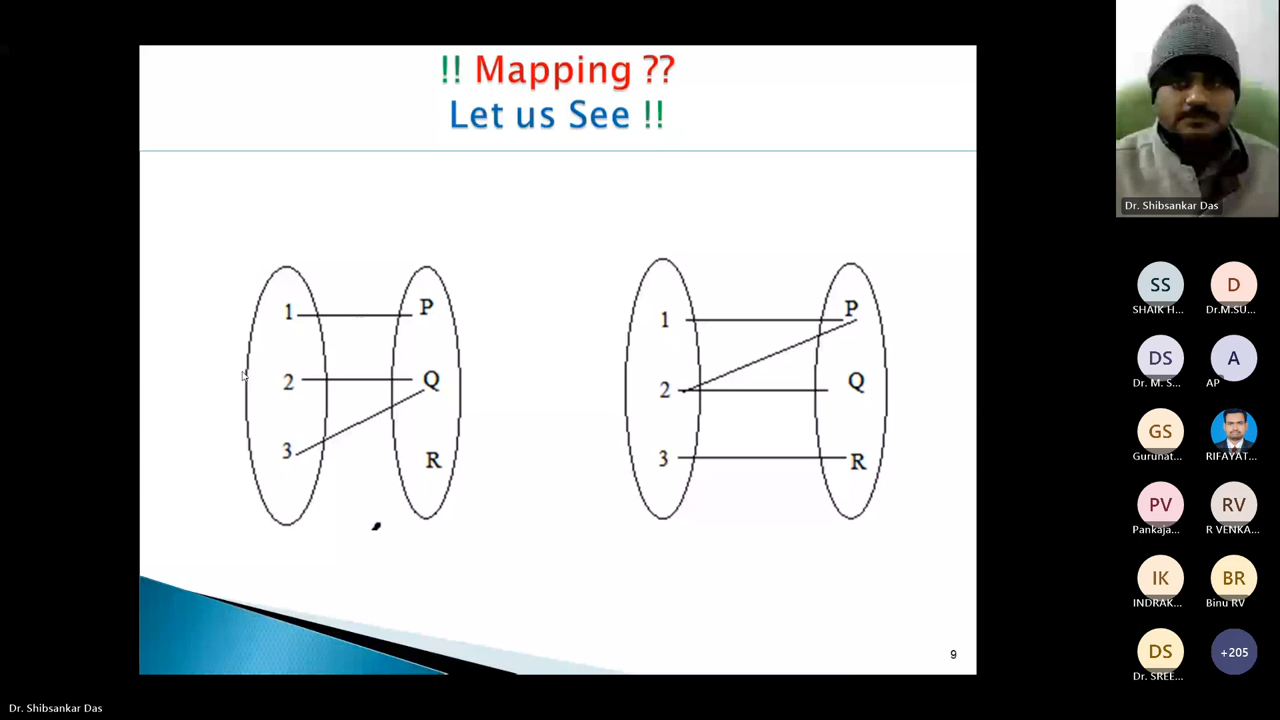 !! Mapping ??
Let us See !!
1
P
2
Q
3
R
1
P
2
Q
3
R
9
Dr. Shibsankar Das
SS
SHAIK H...
D
Dr.M.SU...
DS
Dr. M. S...
A
AP
GS
Gurunat...
RIFAYAT...
PV
Pankaja...
RV
R VENKA...
IK
INDRAK...
BR
Binu RV
DS
Dr. SREE...
+205
Dr. Shibsankar Das